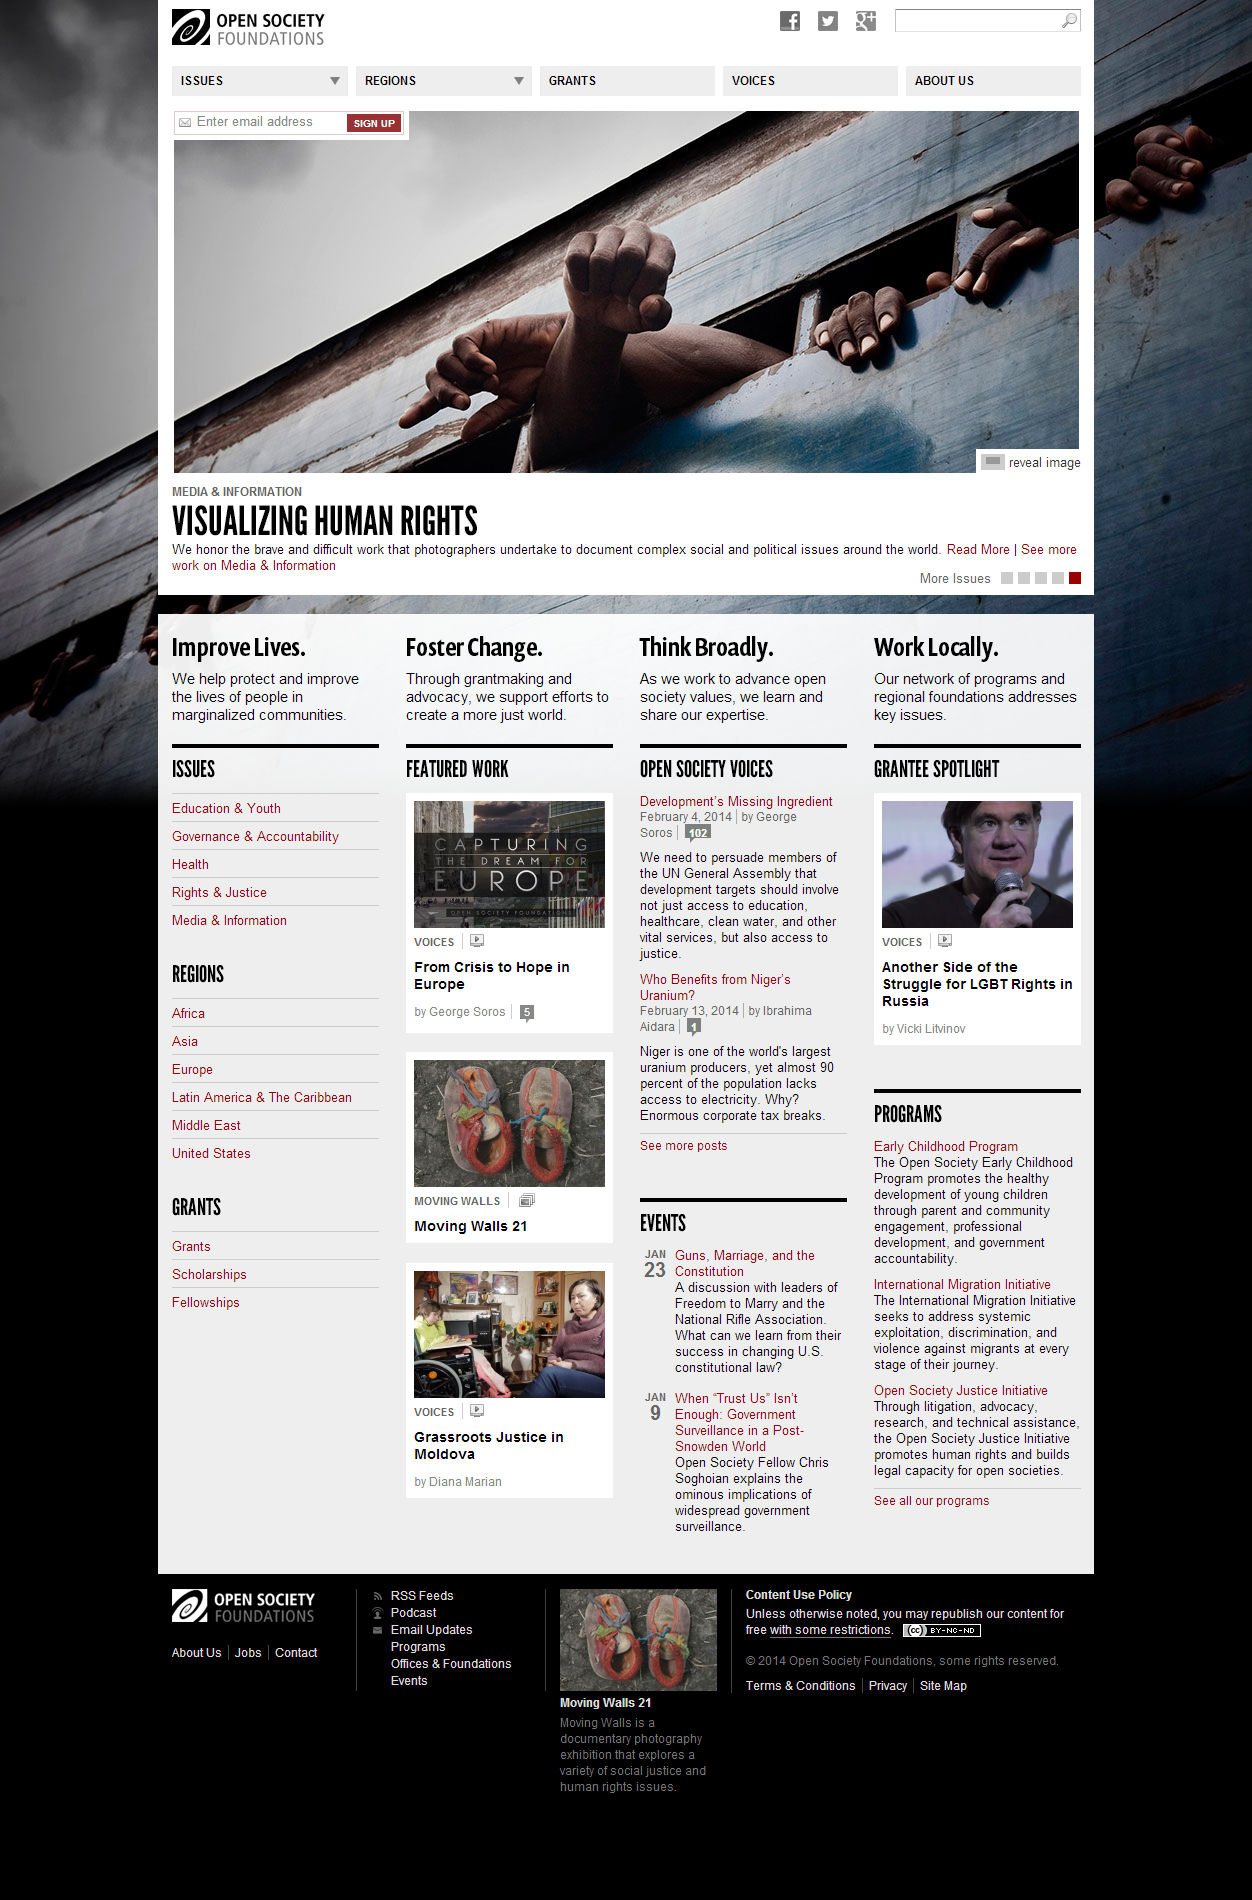 OPEN SOCIETY
FOUNDATIONS
ISSUES
REGIONS
GRANTS
VOICES
ABOUT US
Enter email address
SIGN UP
reveal image
MEDIA & INFORMATION
VISUALIZING HUMAN RIGHTS
We honor the brave and difficult work that photographers undertake to document complex social and political issues around the world. Read More | See more
work on Media & Information
More Issues
Improve Lives.
We help protect and improve
the lives of people in
marginalized communities.
ISSUES
Education & Youth
Governance & Accountability
Health
Rights & Justice
Media & Information
REGIONS
Africa
Asia
Europe
Latin America & The Caribbean
Middle East
United States
GRANTS
Grants
Scholarships
Fellowships
Foster Change.
Through grantmaking and
advocacy, we support efforts to
create a more just world.
FEATURED WORK
CAPTURING
THE DREAM FOR
EUROPE
OPEN SOCIETY FOUNDATIONS
VOICES
From Crisis to Hope in
Europe
by George Soros 5
MOVING WALLS
Moving Walls 21
VOICES
Grassroots Justice in
Moldova
by Diana Marian
Think Broadly.
As we work to advance open
society values, we learn and
share our expertise.
OPEN SOCIETY VOICES
Development's Missing Ingredient
February 4, 2014 | by George
Soros | 102
We need to persuade members of
the UN General Assembly that
development targets should involve
not just access to education,
healthcare, clean water, and other
vital services, but also access to
justice.
Who Benefits from Niger's
Uranium?
February 13, 2014 | by Ibrahima
Aidara | 1
Niger is one of the world's largest
uranium producers, yet almost 90
percent of the population lacks
access to electricity. Why?
Enormous corporate tax breaks.
See more posts
EVENTS
JAN
23
Guns, Marriage, and the
Constitution
A discussion with leaders of
Freedom to Marry and the
National Rifle Association.
What can we learn from their
success in changing U.S.
constitutional law?
JAN
9
When “Trust Us” Isn't
Enough: Government
Surveillance in a Post-
Snowden World
Open Society Fellow Chris
Soghoian explains the
ominous implications of
widespread government
surveillance.
Work Locally.
Our network of programs and
regional foundations addresses
key issues.
GRANTEE SPOTLIGHT
VOICES
Another Side of the
Struggle for LGBT Rights in
Russia
by Vicki Litvinov
PROGRAMS
Early Childhood Program
The Open Society Early Childhood
Program promotes the healthy
development of young children
through parent and community
engagement, professional
development, and government
accountability.
International Migration Initiative
The International Migration Initiative
seeks to address systemic
exploitation, discrimination, and
violence against migrants at every
stage of their journey.
Open Society Justice Initiative
Through litigation, advocacy,
research, and technical assistance,
the Open Society Justice Initiative
promotes human rights and builds
legal capacity for open societies.
See all our programs
OPEN SOCIETY
FOUNDATIONS
About Us | Jobs | Contact
RSS Feeds
Podcast
Email Updates
Programs
Offices & Foundations
Events
Moving Walls 21
Moving Walls is a
documentary photography
exhibition that explores a
variety of social justice and
human rights issues.
Content Use Policy
Unless otherwise noted, you may republish our content for
free with some restrictions. cc BY-NC-ND
© 2014 Open Society Foundations, some rights reserved.
Terms & Conditions | Privacy | Site Map